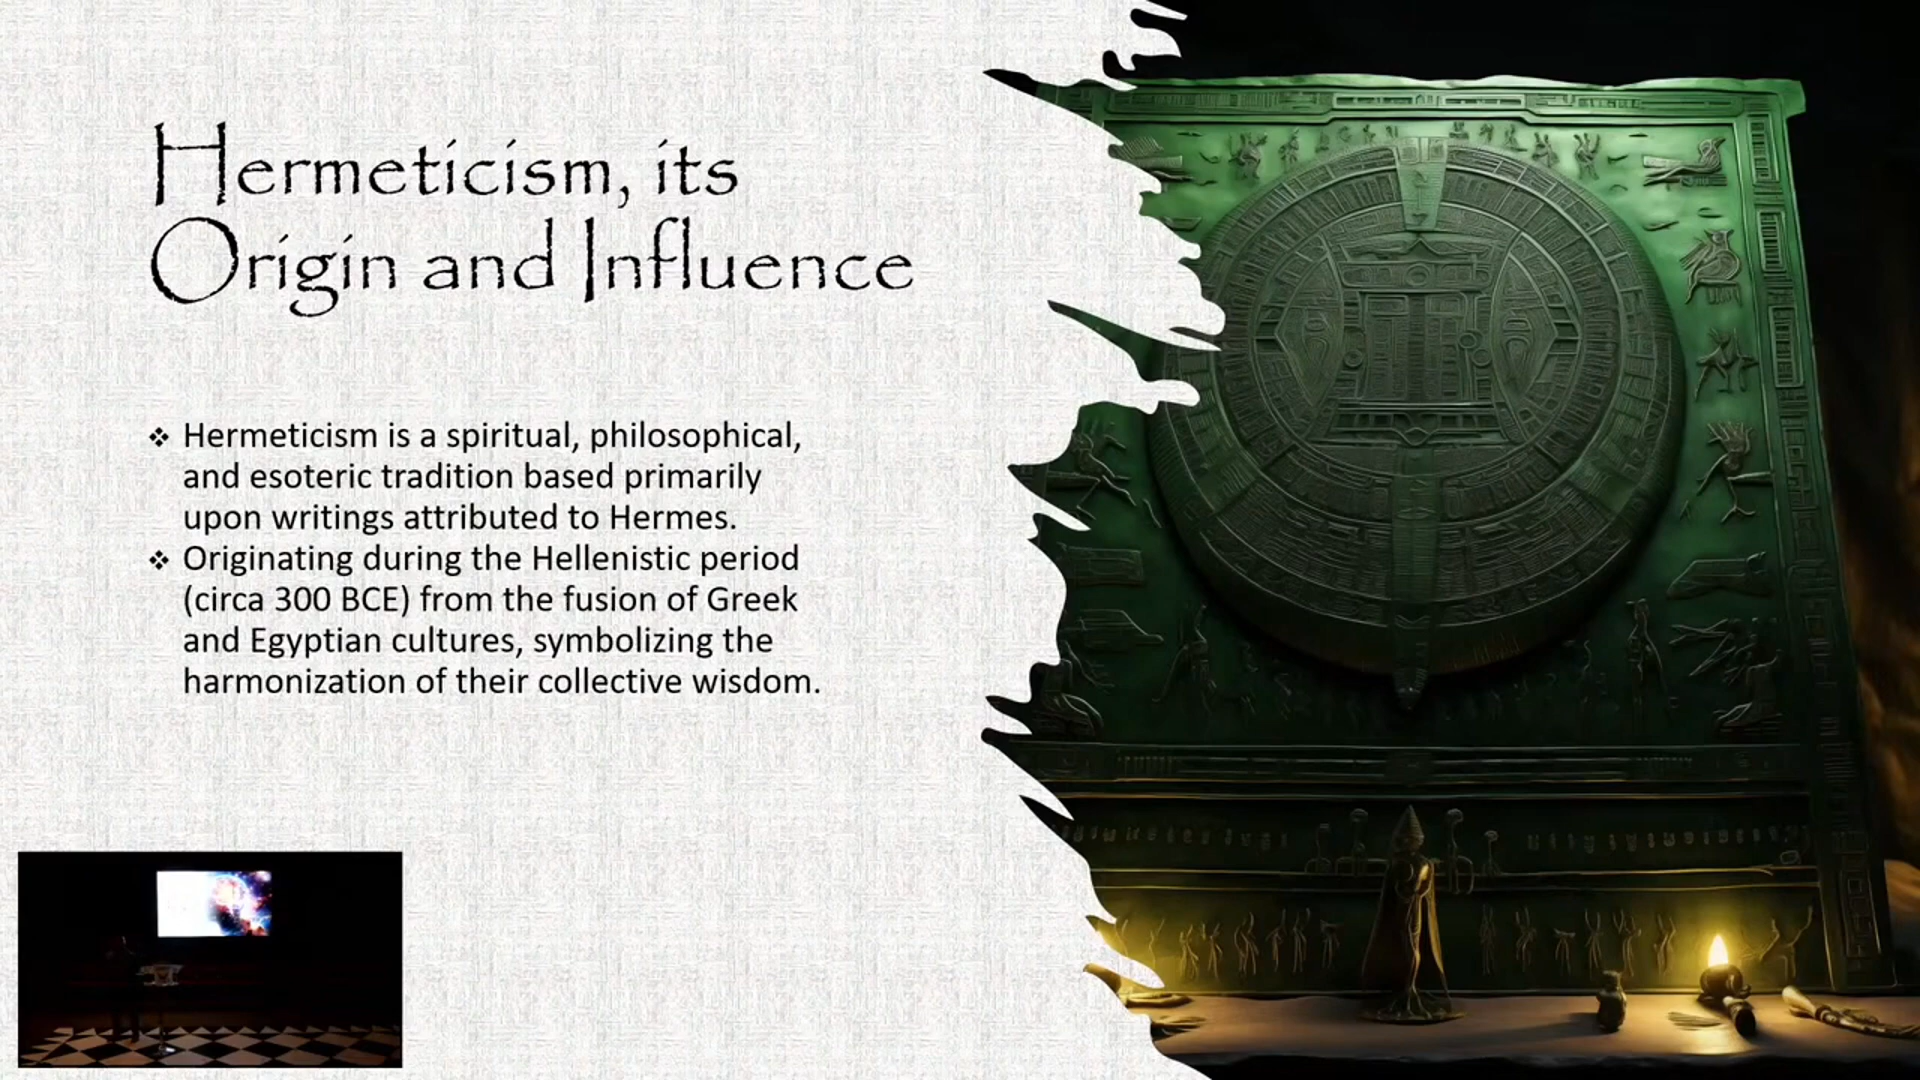 Hermeticism, its
Origin and Influence
❖ Hermeticism is a spiritual, philosophical,
and esoteric tradition based primarily
upon writings attributed to Hermes.
❖ Originating during the Hellenistic period
(circa 300 BCE) from the fusion of Greek
and Egyptian cultures, symbolizing the
harmonization of their collective wisdom.